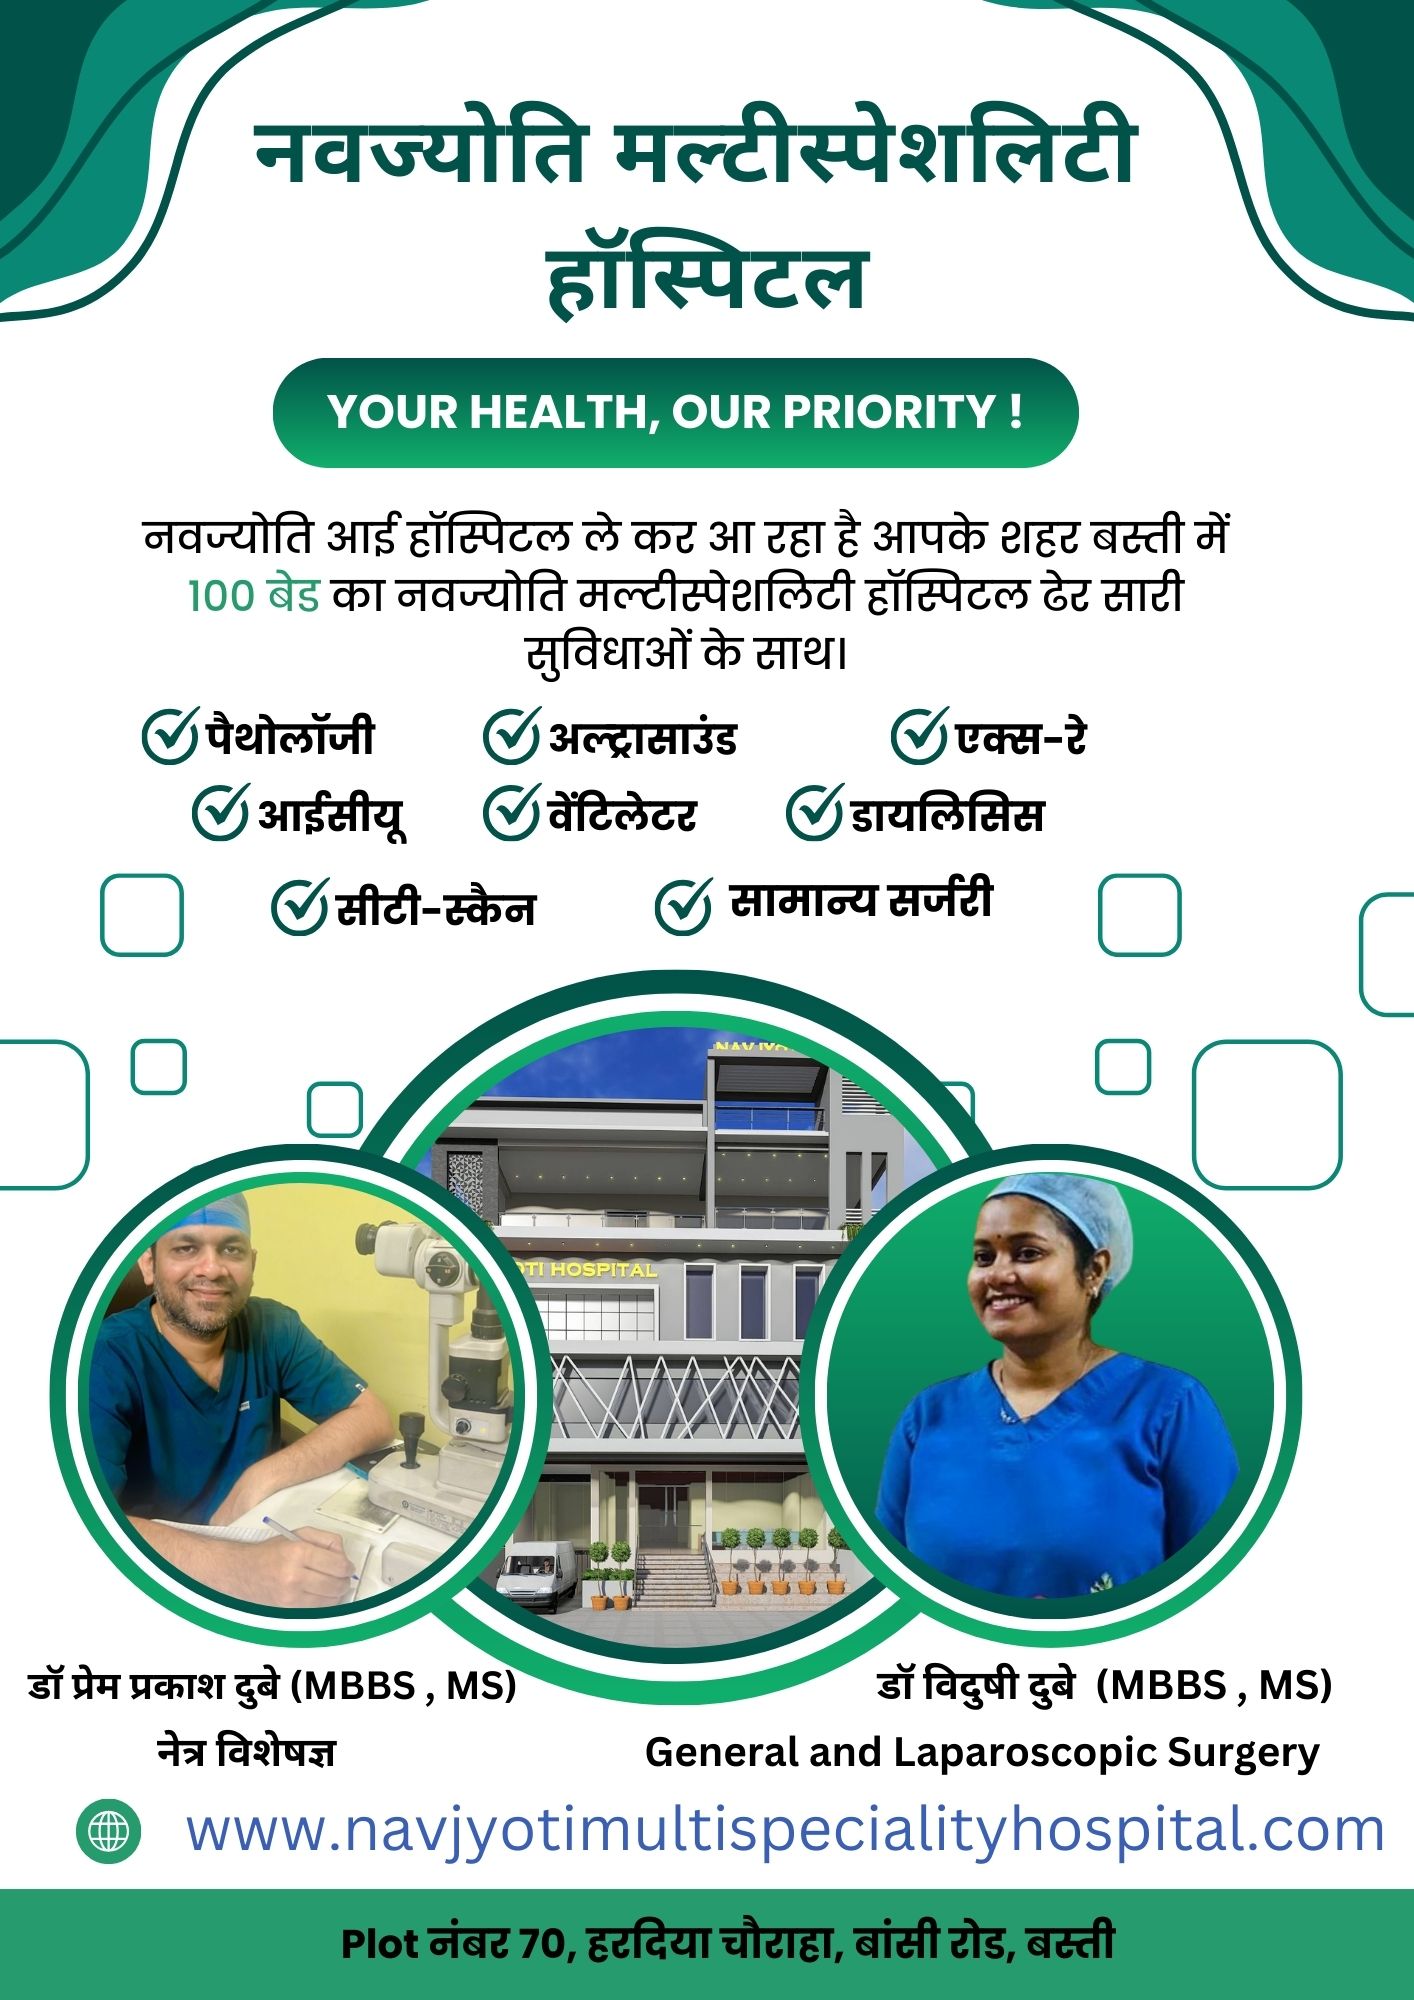 नवज्योति मल्टीस्पेशलिटी
हॉस्पिटल
YOUR HEALTH, OUR PRIORITY !
नवज्योति आई हॉस्पिटल ले कर आ रहा है आपके शहर बस्ती में
100 बेड का नवज्योति मल्टीस्पेशलिटी हॉस्पिटल ढेर सारी
सुविधाओं के साथ।
पैथोलॉजी अल्ट्रासाउंड एक्स-रे
आईसीयू वेंटिलेटर डायलिसिस
सीटी-स्कैन सामान्य सर्जरी
OTI HOSPITAL
डॉ प्रेम प्रकाश दुबे (MBBS , MS) डॉ विदुषी दुबे (MBBS , MS)
नेत्र विशेषज्ञ General and Laparoscopic Surgery
www.navjyotimultispecialityhospital.com
Plot नंबर 70, हरदिया चौराहा, बांसी रोड, बस्ती